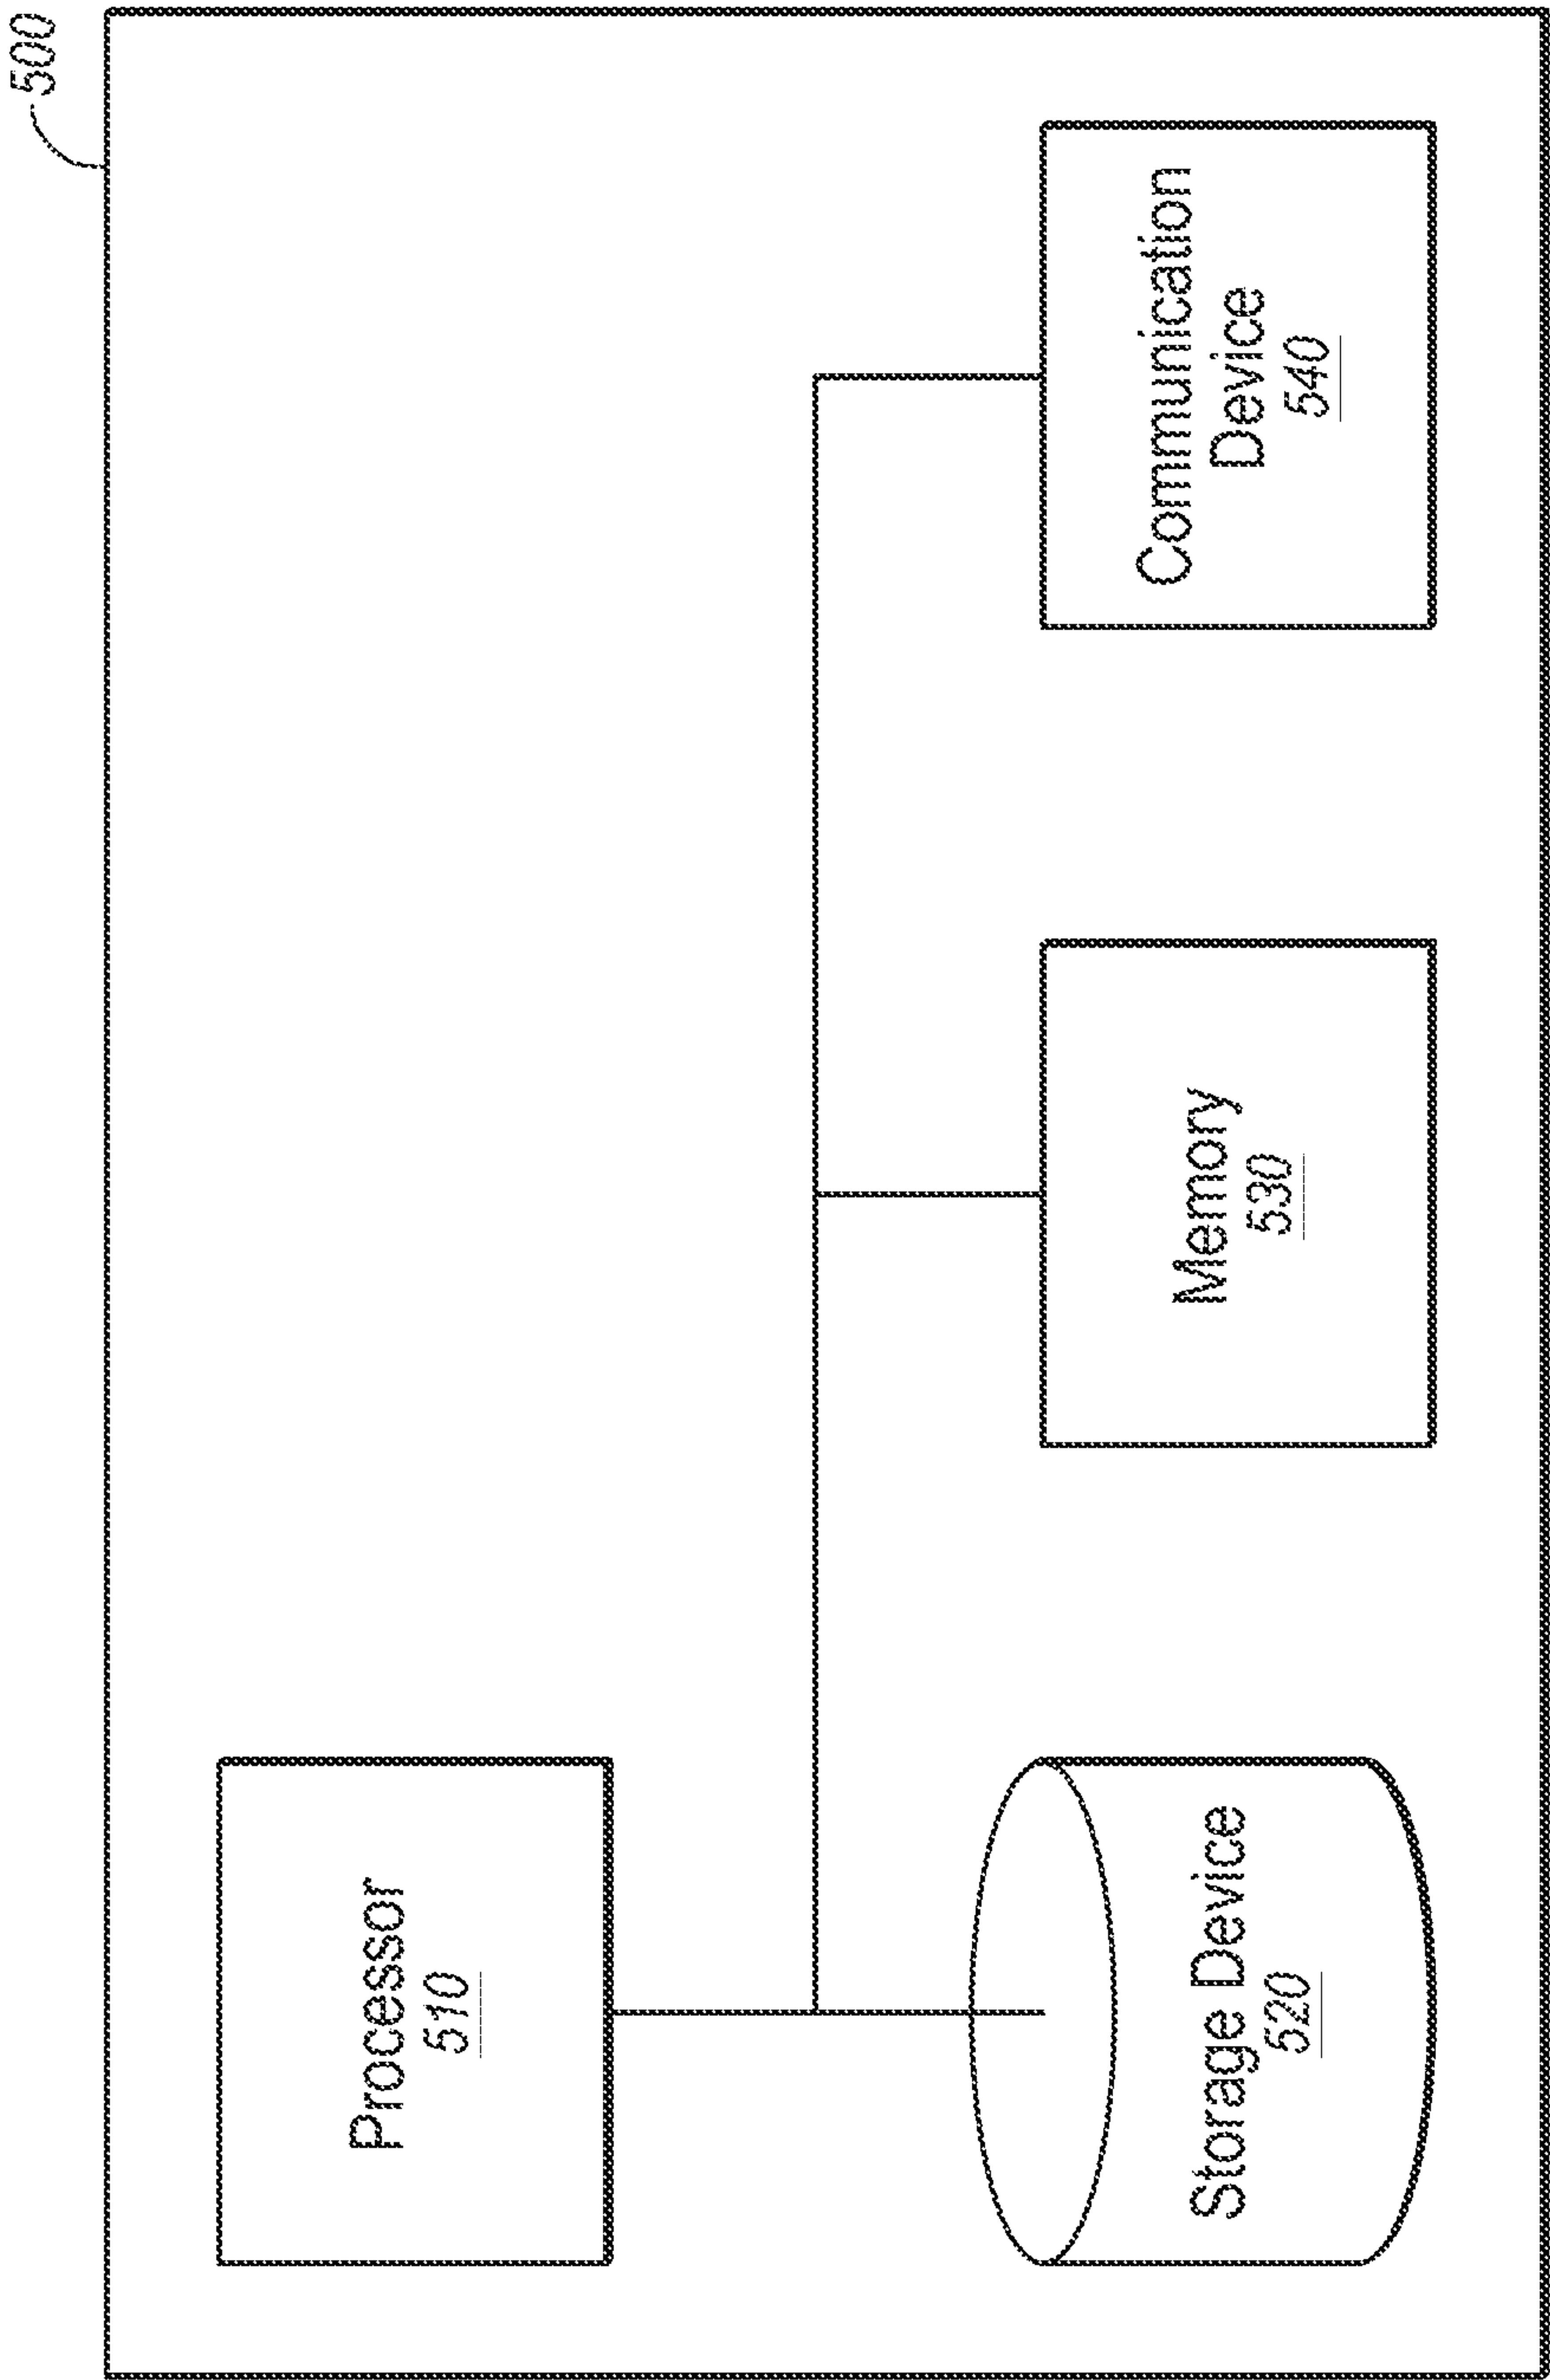 500
Processor
510
Storage Device
520
Memory
530
Communication
Device
540